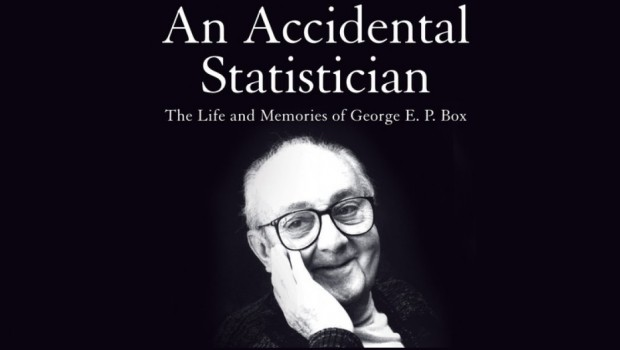 An Accidental
Statistician
The Life and Memories of George E. P. Box